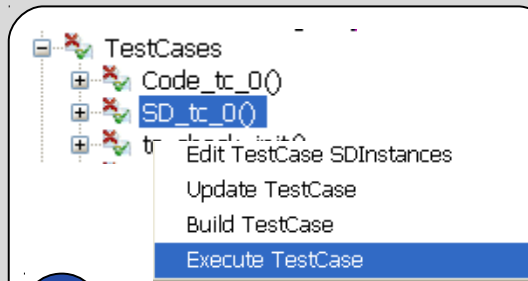 TestCases
Code_tc_0()
SD_tc_0()
Edit TestCase SDInstances
Update TestCase
Build TestCase
Execute TestCase